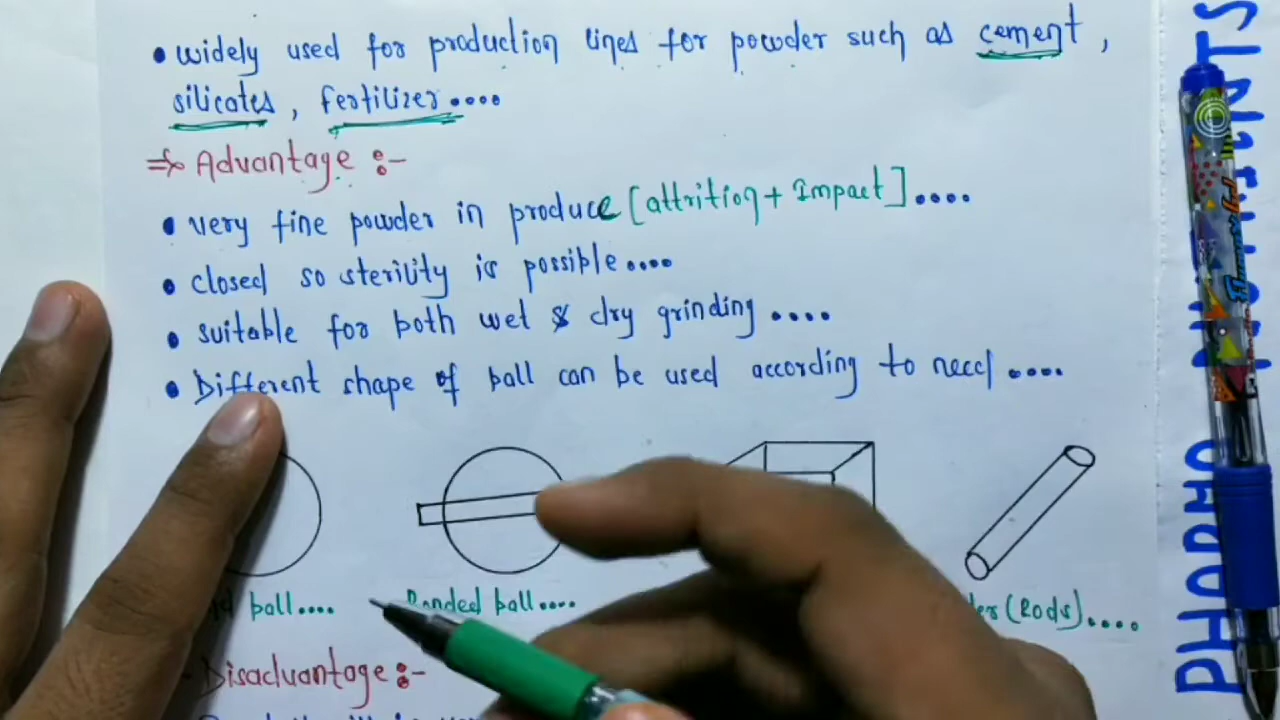 • widely used for production lines for powder such as cement,
silicates, fertilizer....
⇒ Advantage :-
• very fine powder in produce [attrition + Impact]....
• closed so sterility is possible....
• suitable for both wet & dry grinding....
• Different shape of ball can be used according to need....
ball.... Banded ball.... (Rods)....
Disadvantage :-
PHARMO